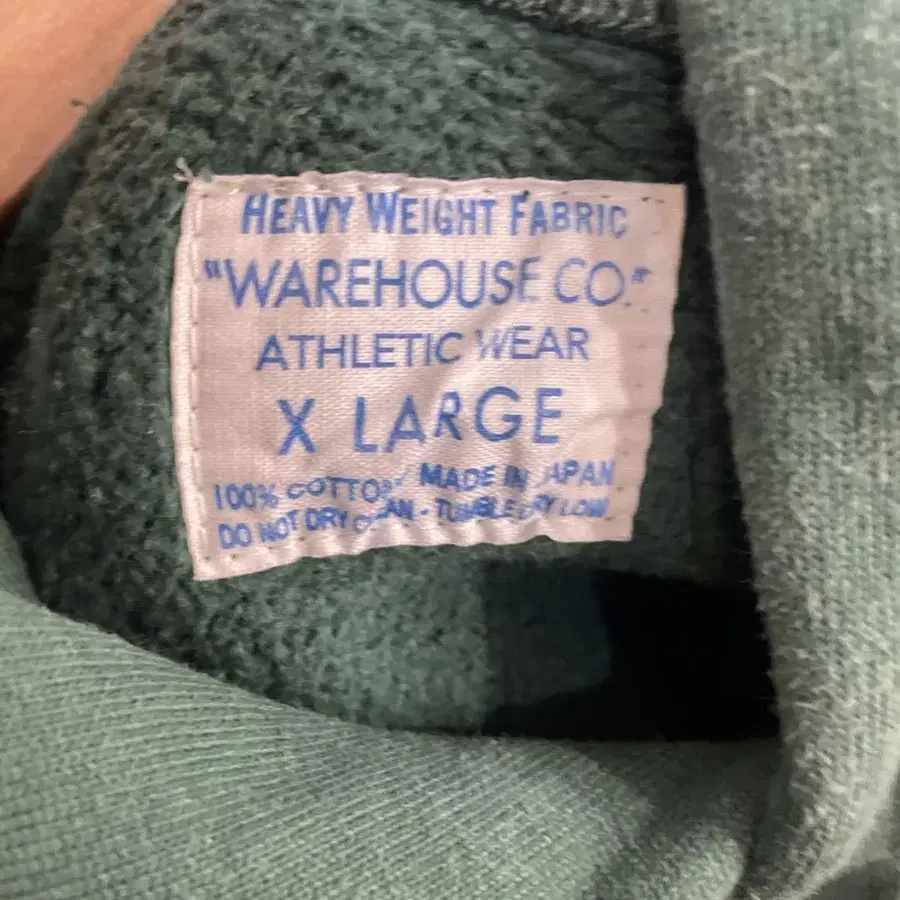 HEAVY WEIGHT FABRIC
"WAREHOUSE CO."
ATHLETIC WEAR
X LARGE
100% COTTON MADE IN JAPAN
DO NOT DRY CLEAN - TUMBLE DRY LOW